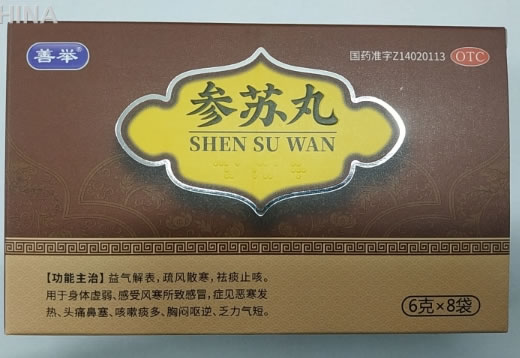 HINA
善举®
国药准字Z14020113 OTC
参苏丸
SHEN SU WAN
【功能主治】益气解表,疏风散寒,祛痰止咳。
用于身体虚弱、感受风寒所致感冒,症见恶寒发
热、头痛鼻塞、咳嗽痰多、胸闷呕逆、乏力气短。
6克×8袋